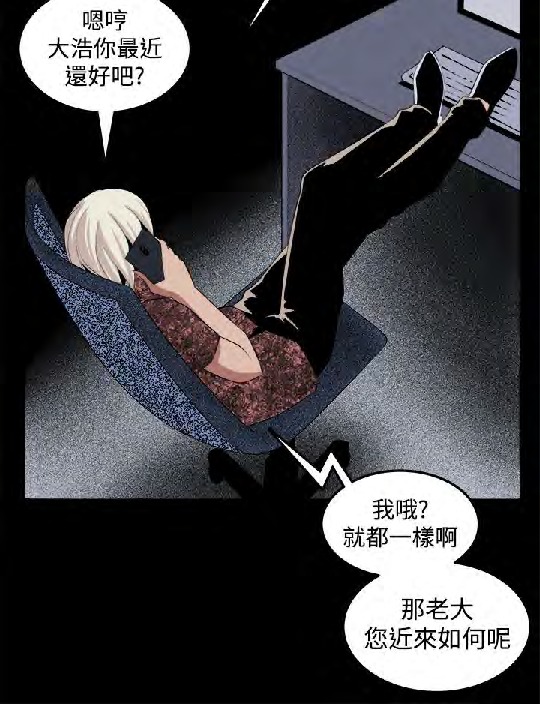 嗯哼
大浩你最近
還好吧?
我哦?
就都一樣啊
那老大
您近來如何呢